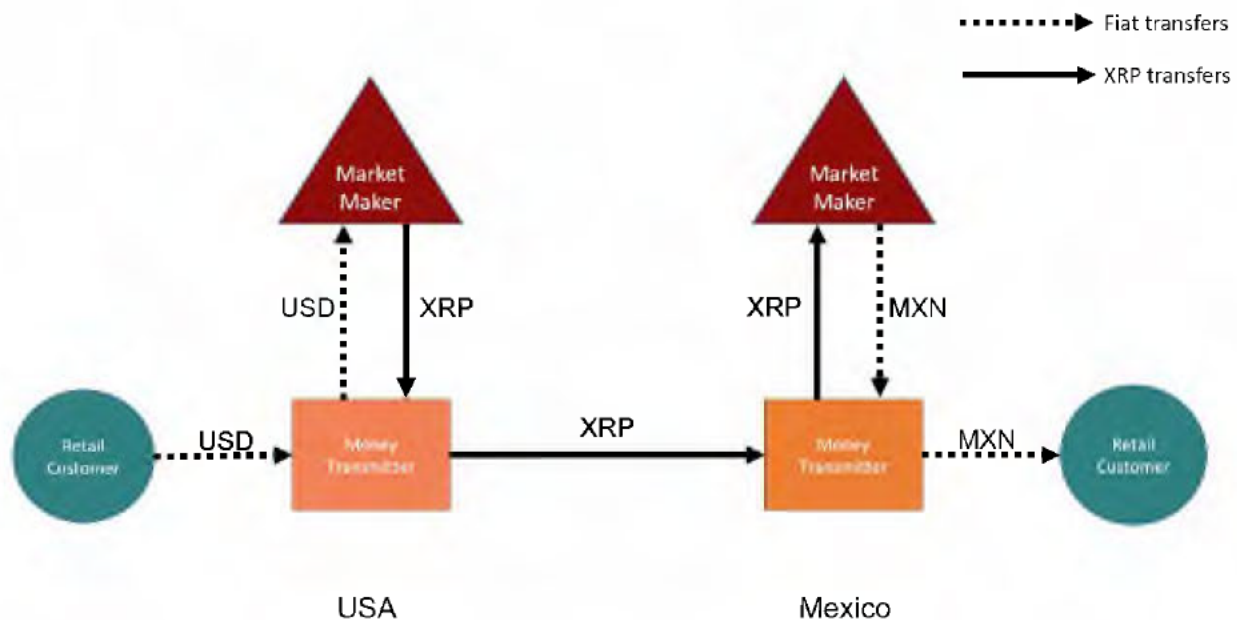 Fiat transfers
XRP transfers
Market
Maker
Market
Maker
USD
XRP
XRP
MXN
Retail
Customer
USD
Money
Transmitter
XRP
Money
Transmitter
MXN
Retail
Customer
USA
Mexico